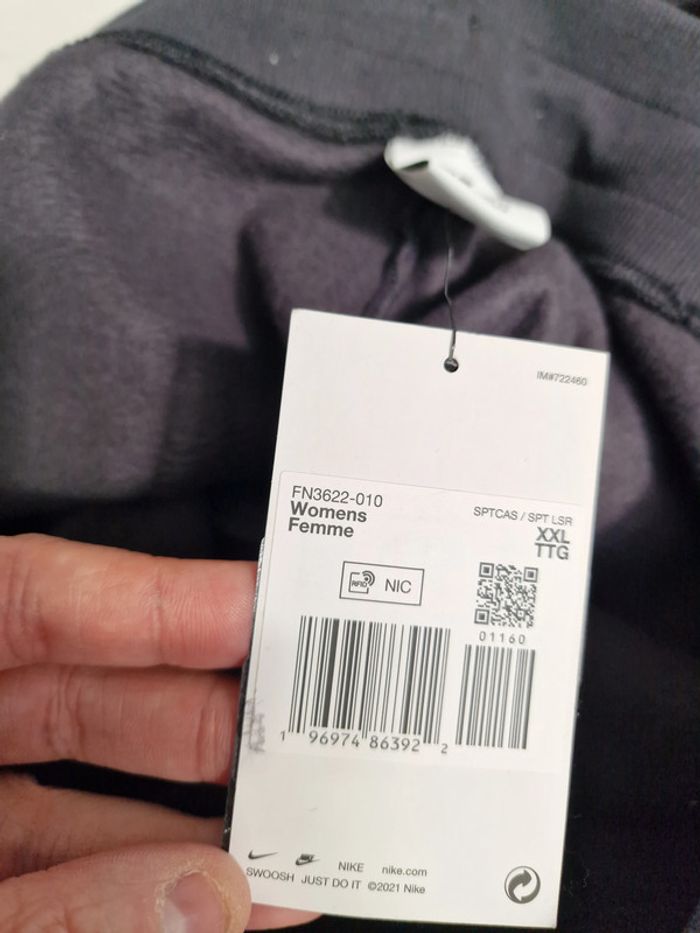 IM#722460
FN3622-010
Womens
Femme
SPTCAS / SPT LSR
XXL
TTG
RFID NIC
01160
1 96974 86392 2
NIKE nike.com
SWOOSH JUST DO IT ©2021 Nike